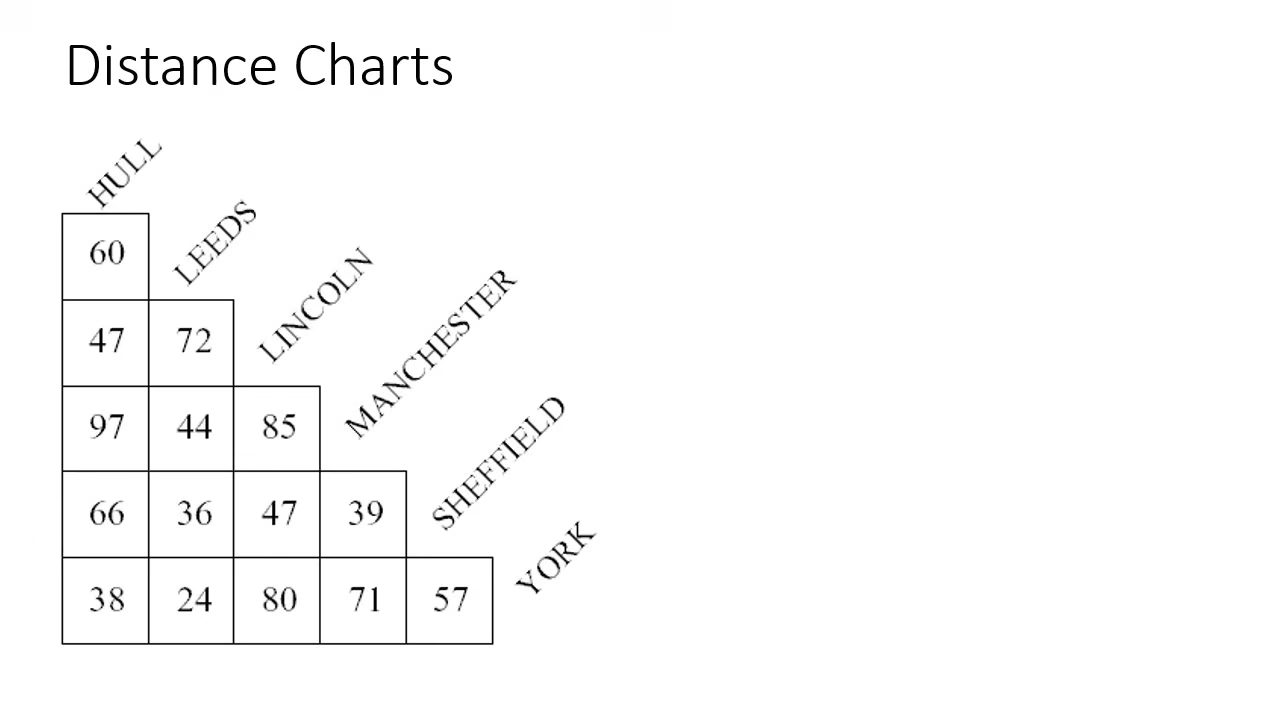 Distance Charts
HULL
60 LEEDS
47 72 LINCOLN
97 44 85 MANCHESTER
66 36 47 39 SHEFFIELD
38 24 80 71 57 YORK